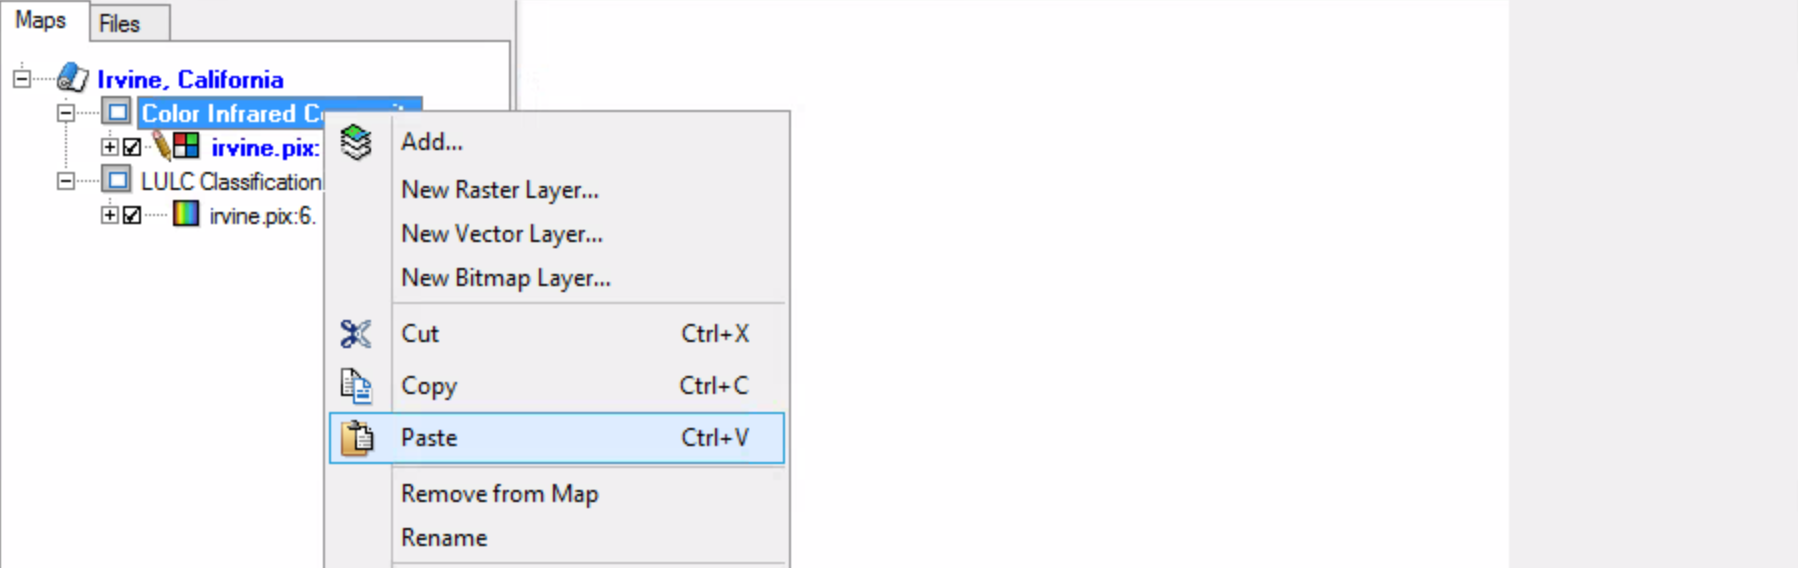 Maps
Files
Irvine, California
Color Infrared
irvine.pix:
LULC Classification
irvine.pix:6.
Add...
New Raster Layer...
New Vector Layer...
New Bitmap Layer...
Cut Ctrl+X
Copy Ctrl+C
Paste Ctrl+V
Remove from Map
Rename